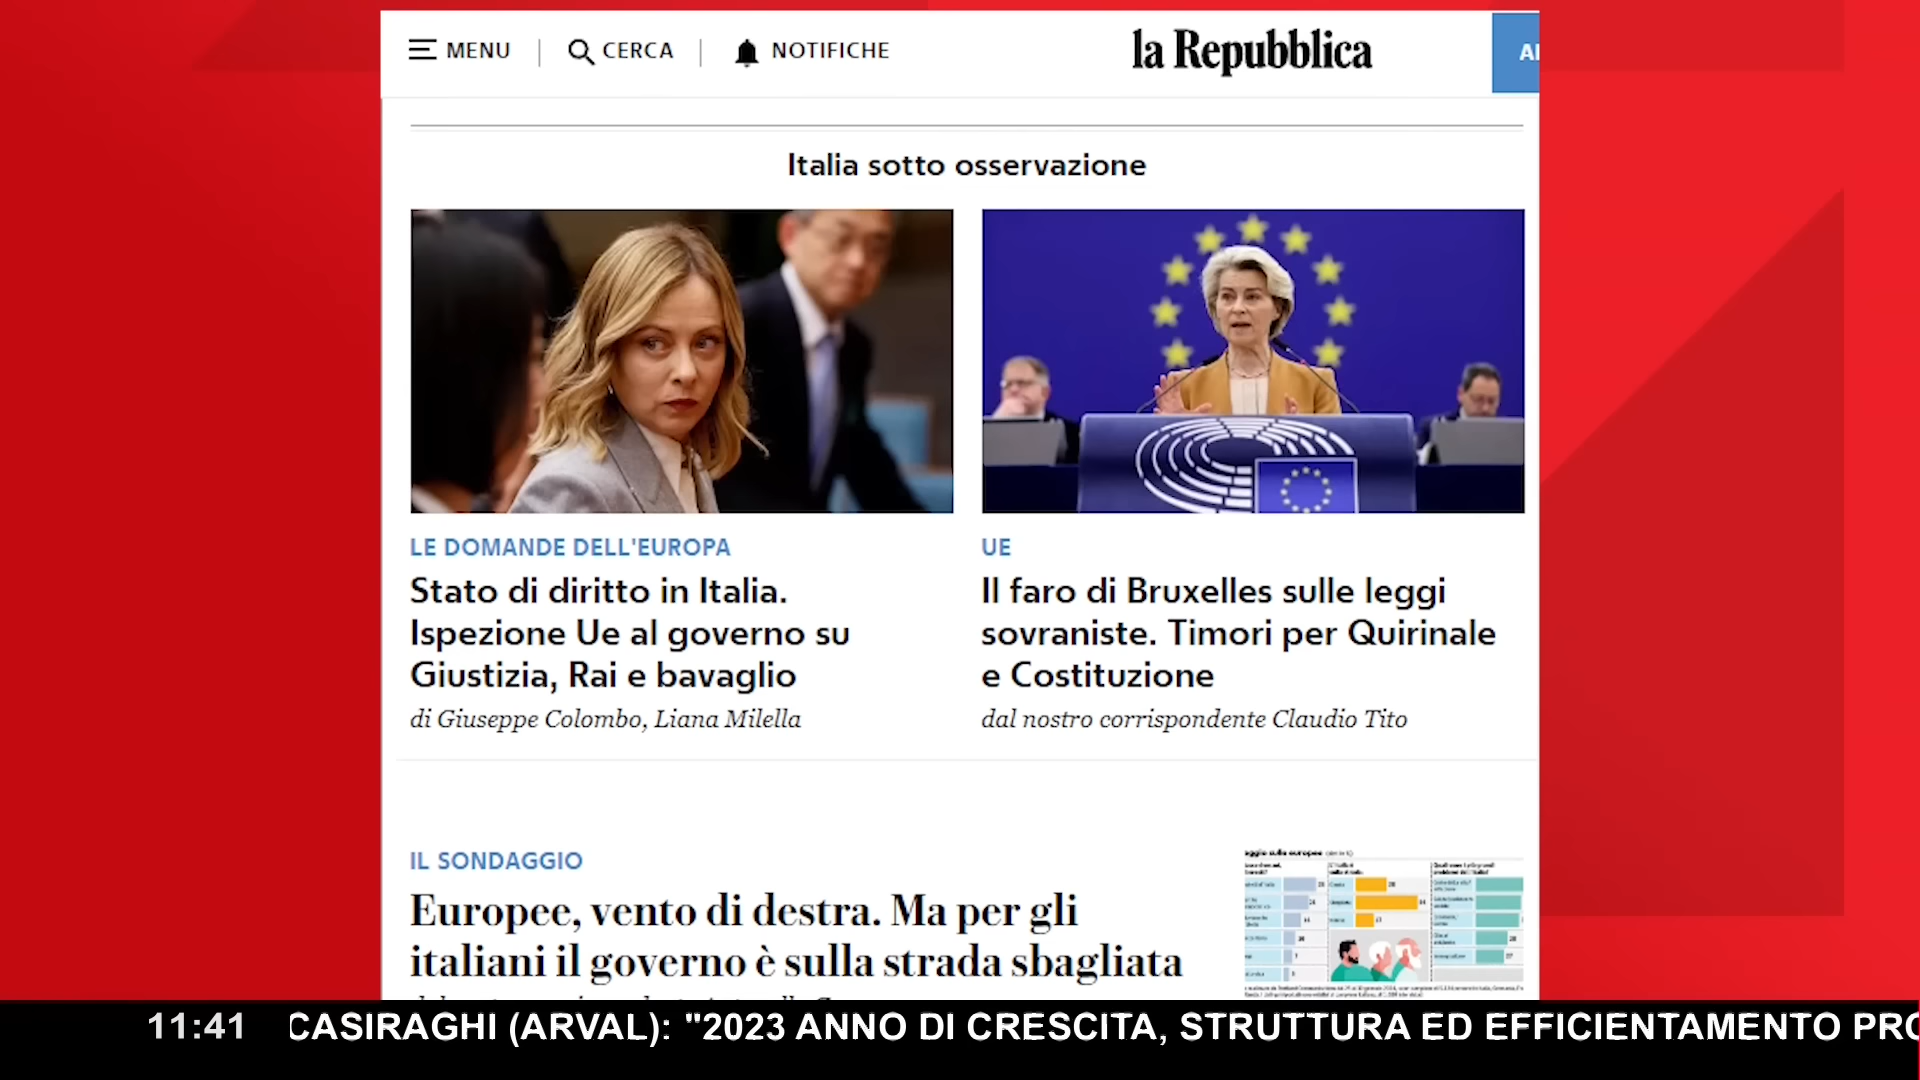 MENU
CERCA
NOTIFICHE
la Repubblica
Italia sotto osservazione
LE DOMANDE DELL'EUROPA
Stato di diritto in Italia.
Ispezione Ue al governo su
Giustizia, Rai e bavaglio
di Giuseppe Colombo, Liana Milella
UE
Il faro di Bruxelles sulle leggi
sovraniste. Timori per Quirinale
e Costituzione
dal nostro corrispondente Claudio Tito
IL SONDAGGIO
Europee, vento di destra. Ma per gli
italiani il governo è sulla strada sbagliata
11:41 CASIRAGHI (ARVAL): "2023 ANNO DI CRESCITA, STRUTTURA ED EFFICIENTAMENTO